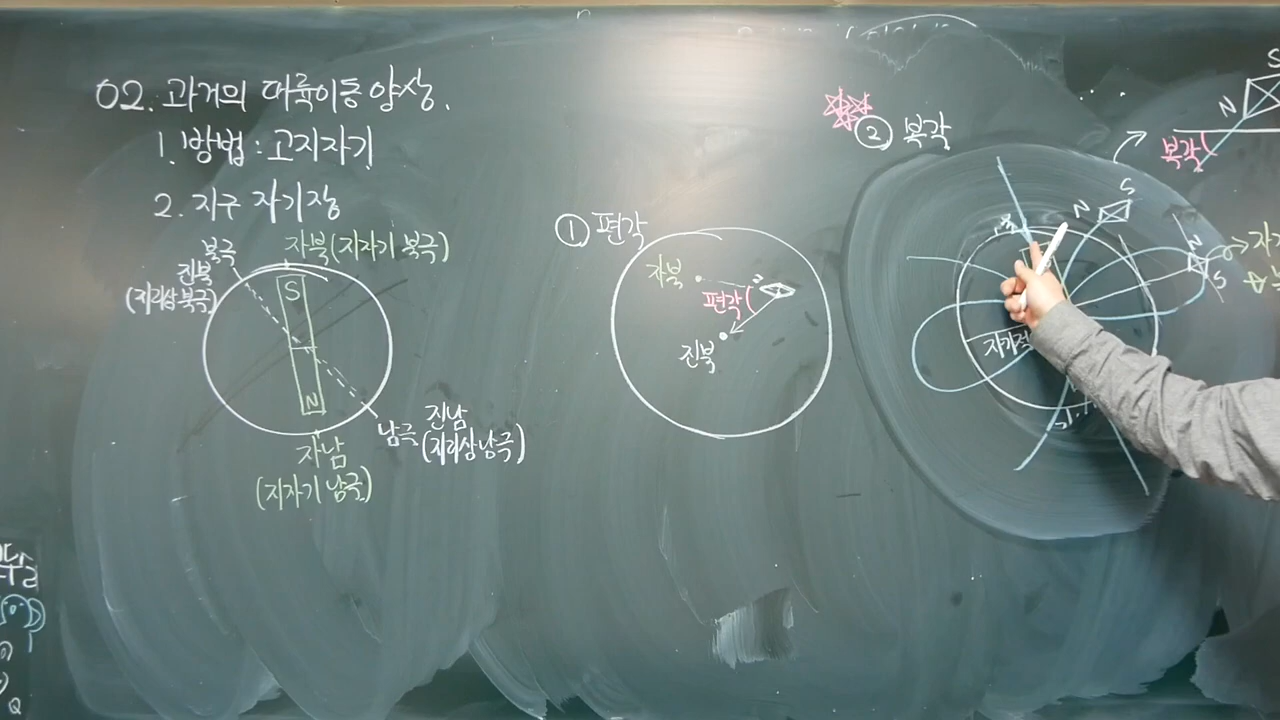 02. 과거의 대륙이동 양상.
1. 방법 : 고지자기
2. 지구 자기장
북극
진북
(지리상 북극)
자북(지자기 북극)
S
N
남극
진남
(지리상 남극)
자남
(지자기 남극)
① 편각
자북
편각
진북
② 복각
N
S
N
S
S
N
복각
Q